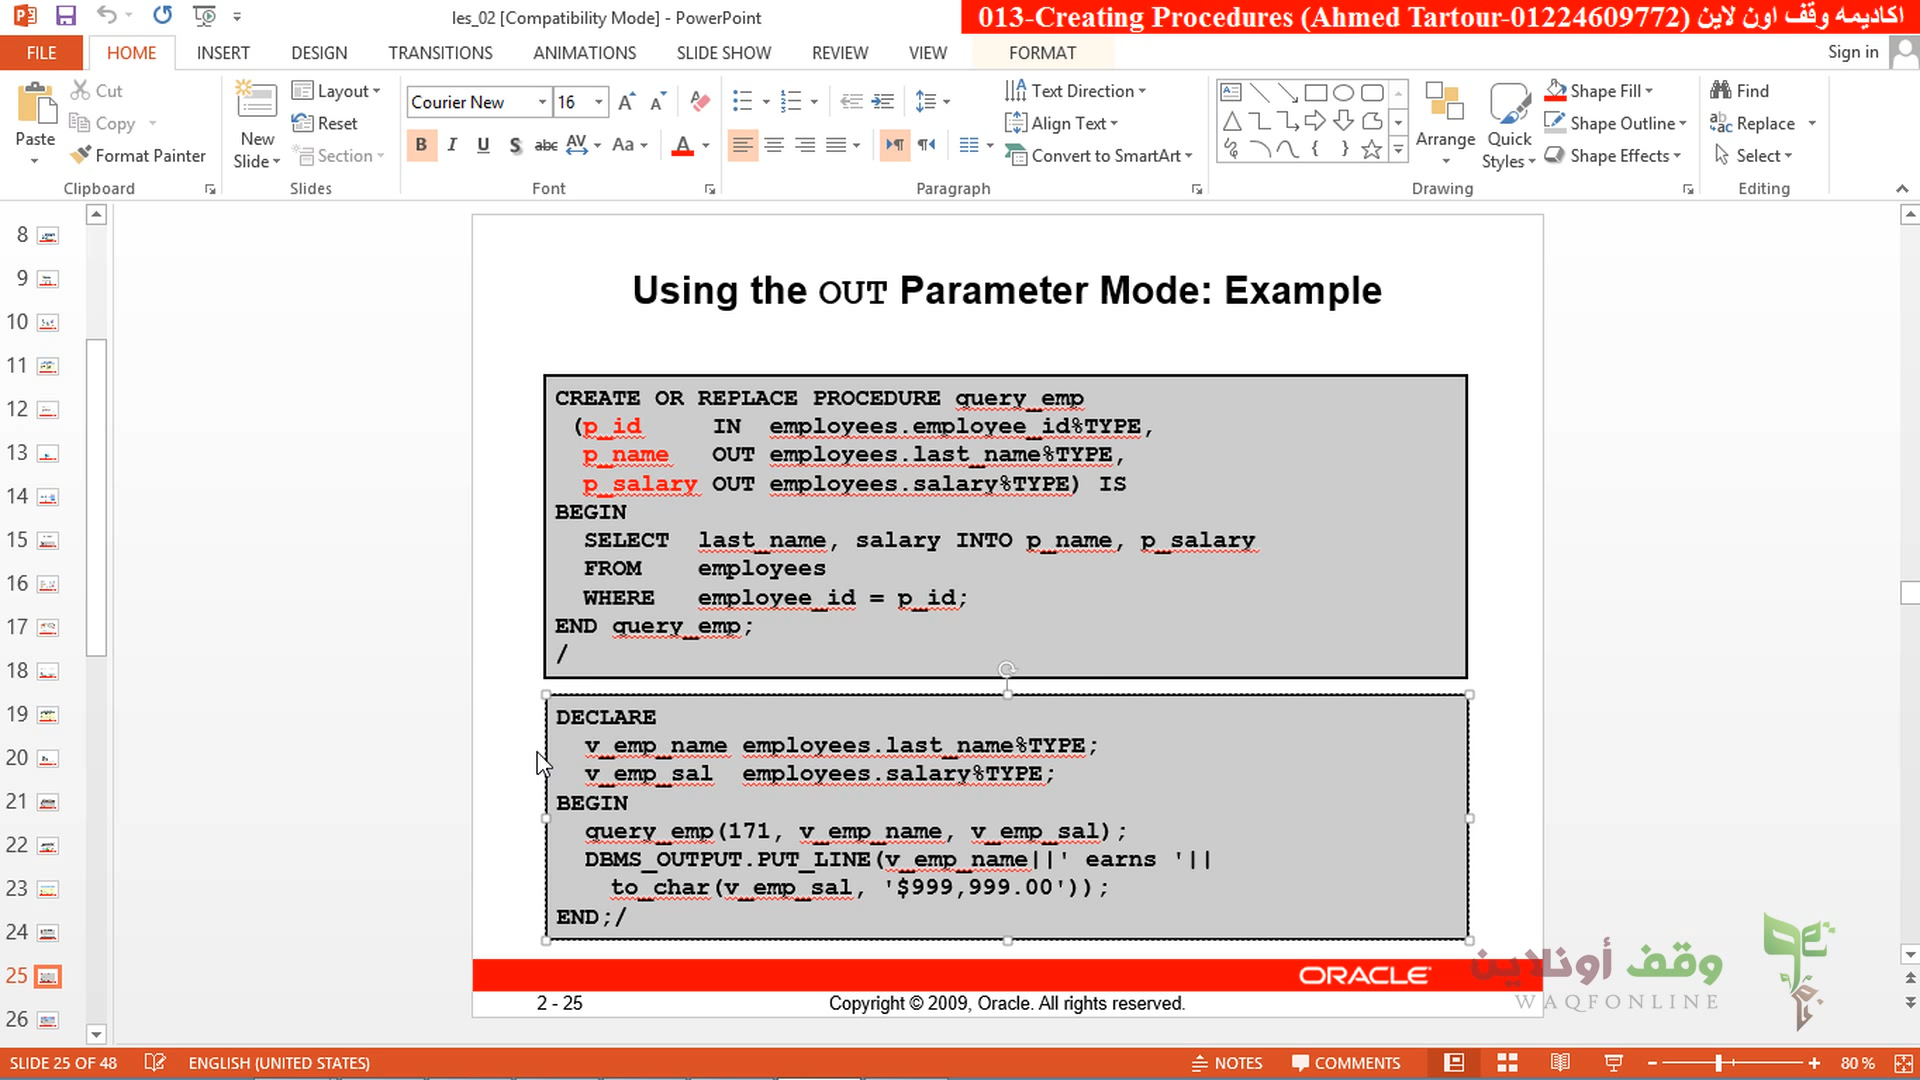 les_02 [Compatibility Mode] - PowerPoint
013-Creating Procedures (Ahmed Tartour-01224609772) اكاديمه وقف اون لاين
FILE HOME INSERT DESIGN TRANSITIONS ANIMATIONS SLIDE SHOW REVIEW VIEW FORMAT Sign in
Paste
Cut
Copy
Format Painter
Clipboard
New Slide
Layout
Reset
Section
Slides
Courier New 16
Font
Text Direction
Align Text
Convert to SmartArt
Paragraph
Arrange
Quick Styles
Shape Fill
Shape Outline
Shape Effects
Drawing
Find
Replace
Select
Editing
8
9
10
11
12
13
14
15
16
17
18
19
20
21
22
23
24
25
26
Using the OUT Parameter Mode: Example
CREATE OR REPLACE PROCEDURE query_emp
(p_id IN employees.employee_id%TYPE,
p_name OUT employees.last_name%TYPE,
p_salary OUT employees.salary%TYPE) IS
BEGIN
SELECT last_name, salary INTO p_name, p_salary
FROM employees
WHERE employee_id = p_id;
END query_emp;
/
DECLARE
v_emp_name employees.last_name%TYPE;
v_emp_sal employees.salary%TYPE;
BEGIN
query_emp(171, v_emp_name, v_emp_sal);
DBMS_OUTPUT.PUT_LINE(v_emp_name||' earns '||
to_char(v_emp_sal, '$999,999.00'));
END;/
ORACLE
2 - 25 Copyright © 2009, Oracle. All rights reserved.
وقف أونلاين
WAQFONLINE
SLIDE 25 OF 48 ENGLISH (UNITED STATES) NOTES COMMENTS 80 %